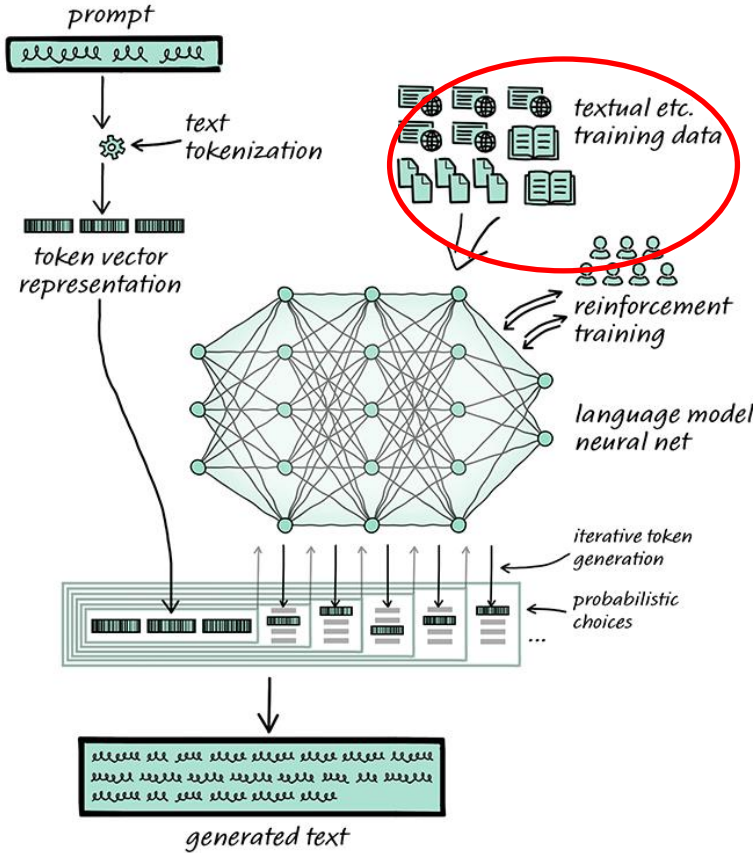 prompt
text
tokenization
token vector
representation
textual etc.
training data
reinforcement
training
language model
neural net
iterative token
generation
probabilistic
choices
...
generated text